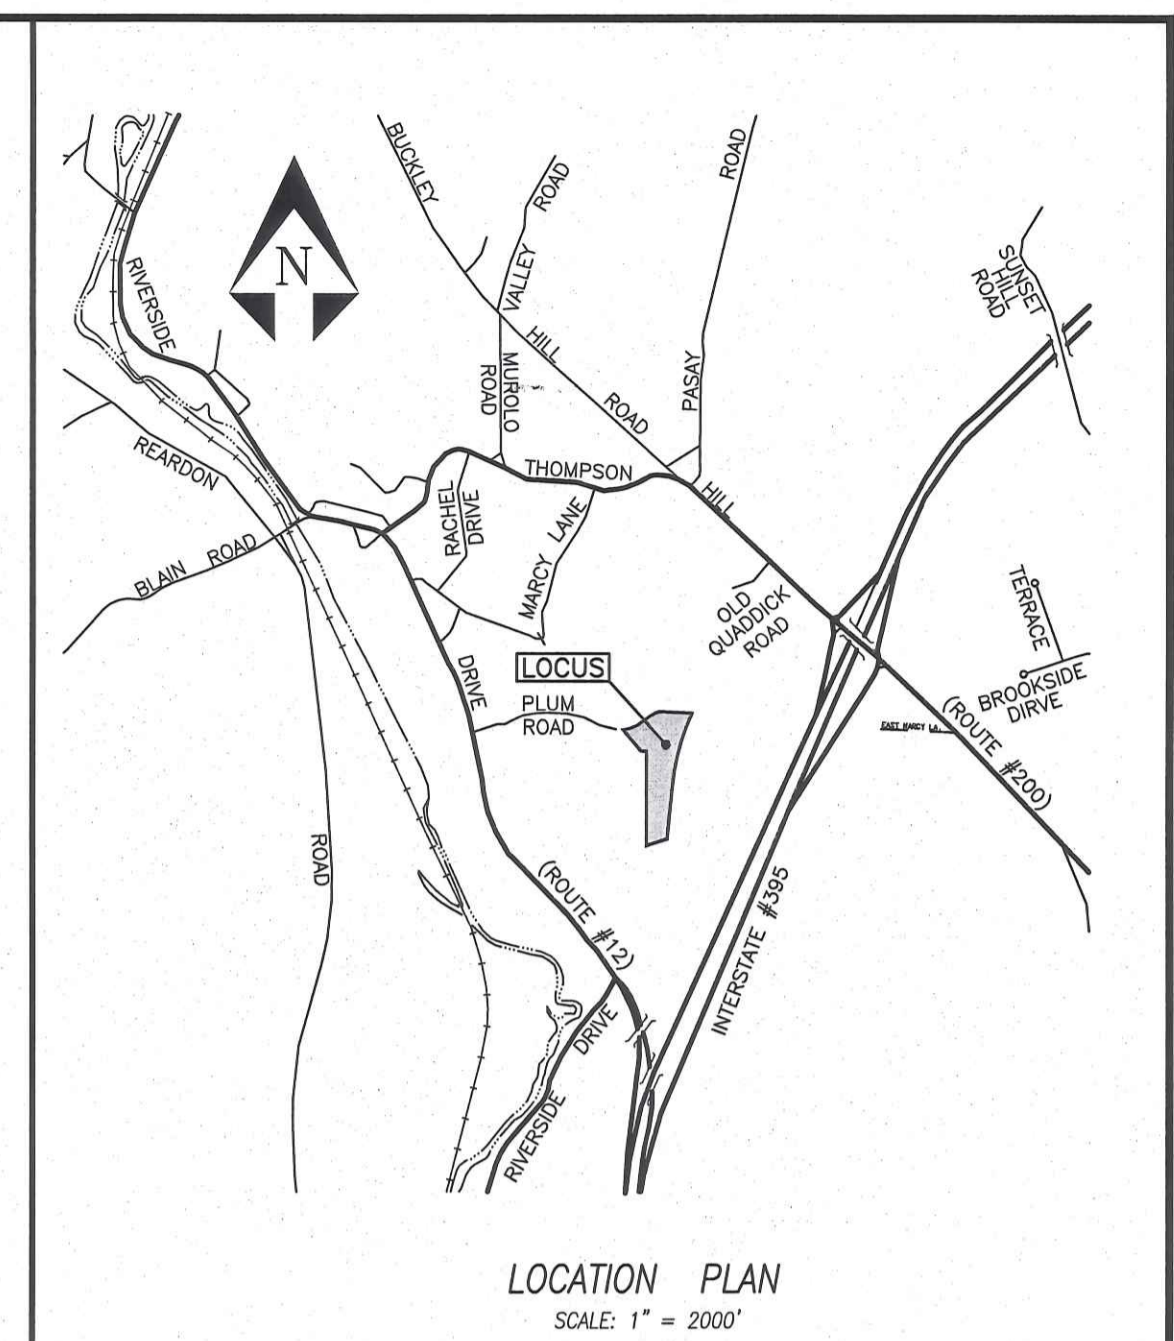 BUCKLEY
VALLEY ROAD
ROAD
N
RIVERSIDE
SUNSET
HILL
ROAD
HILL
MUROLO
ROAD
ROAD
PASAY
REARDON
THOMPSON
HILL
RACHEL
DRIVE
MARCY LANE
BLAIN ROAD
OLD
QUADDICK
ROAD
TERRACE
LOCUS
DRIVE
PLUM
ROAD
BROOKSIDE
DIRVE
EAST MARCY LA.
(ROUTE #200)
ROAD
(ROUTE #12)
INTERSTATE #395
DRIVE
RIVERSIDE
LOCATION PLAN
SCALE: 1" = 2000'